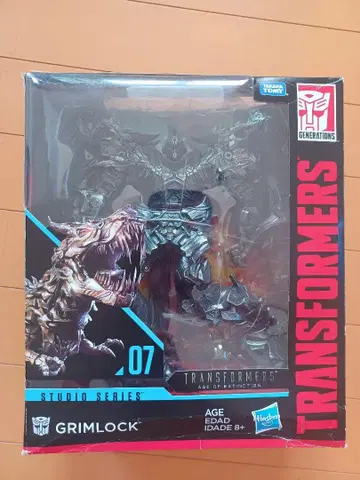 TAKARA
TOMY
GENERATIONS
TRANSFORMERS
07
TRANSFORMERS
AGE OF EXTINCTION
STUDIO SERIES
GRIMLOCK
AGE
EDAD
IDADE 8+
Hasbro